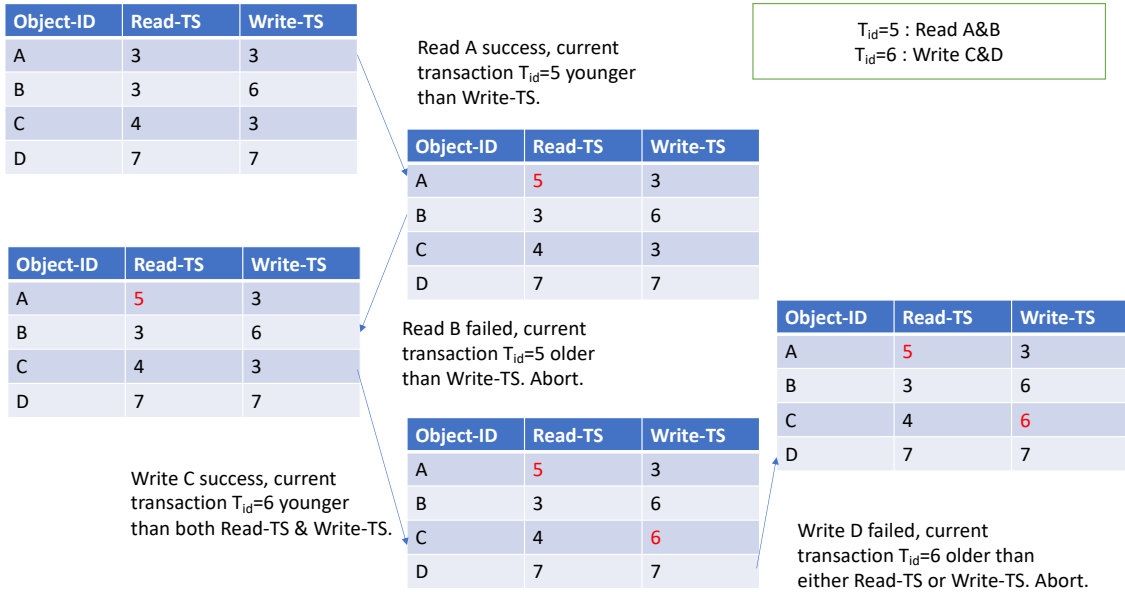 Object-ID Read-TS Write-TS
A 3 3
B 3 6
C 4 3
D 7 7
Read A success, current
transaction Tid=5 younger
than Write-TS.
Tid=5 : Read A&B
Tid=6 : Write C&D
Object-ID Read-TS Write-TS
A 5 3
B 3 6
C 4 3
D 7 7
Read B failed, current
transaction Tid=5 older
than Write-TS. Abort.
Object-ID Read-TS Write-TS
A 5 3
B 3 6
C 4 3
D 7 7
Write C success, current
transaction Tid=6 younger
than both Read-TS & Write-TS.
Object-ID Read-TS Write-TS
A 5 3
B 3 6
C 4 6
D 7 7
Object-ID Read-TS Write-TS
A 5 3
B 3 6
C 4 6
D 7 7
Write D failed, current
transaction Tid=6 older than
either Read-TS or Write-TS. Abort.